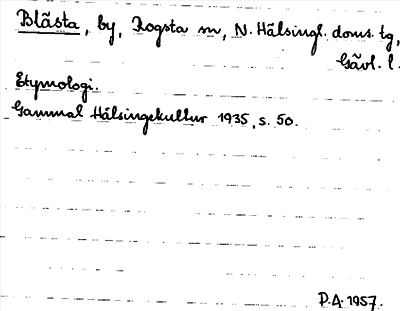 Blästa, by, Rogsta sn, N. Hälsingl. doms. tg,
Gävl. l.
Etymologi.
Gammal Hälsingekultur 1935, s. 50.
P.A. 1957.